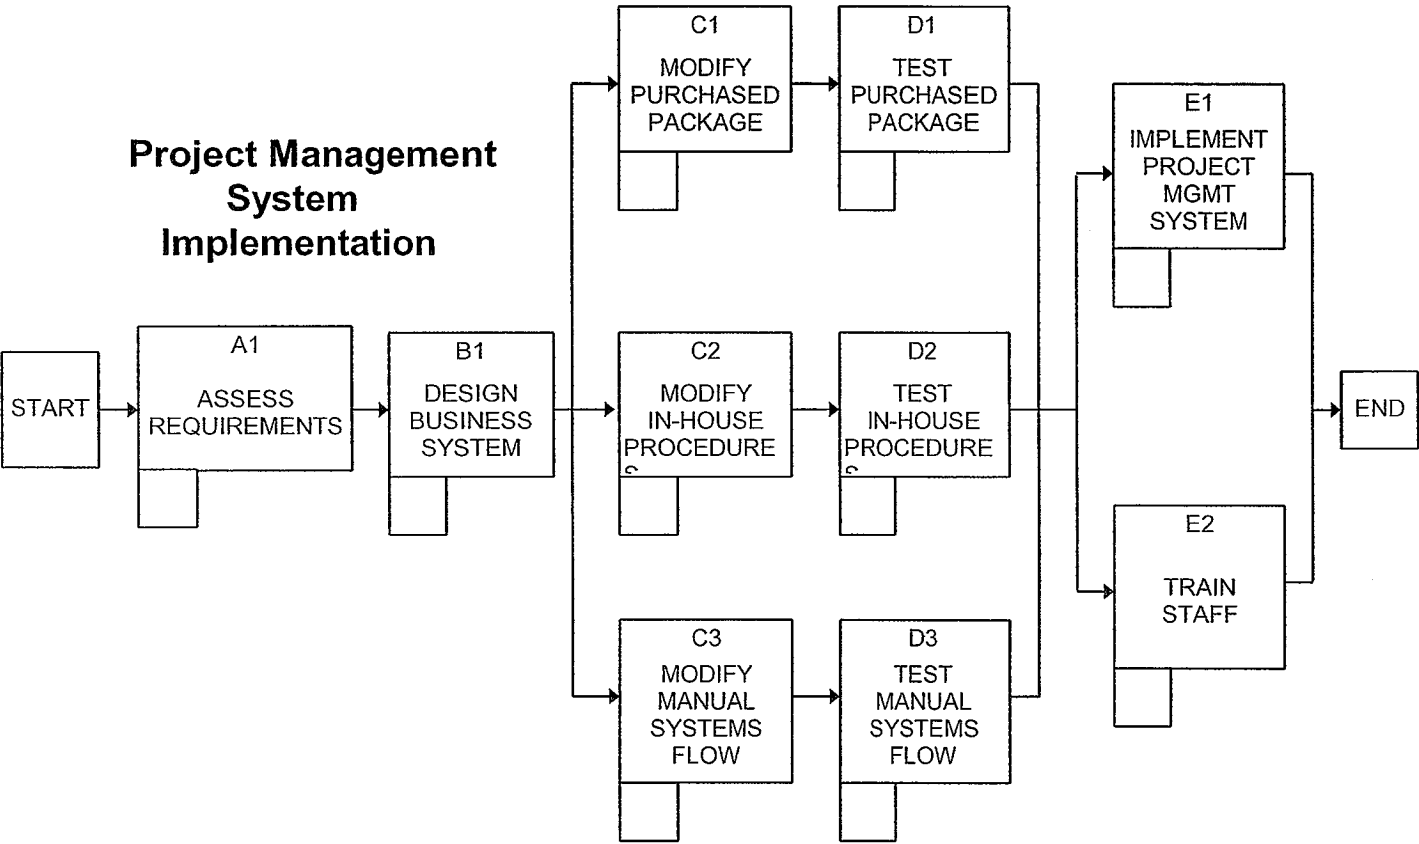 Project Management
System
Implementation
START
A1
ASSESS
REQUIREMENTS
B1
DESIGN
BUSINESS
SYSTEM
C1
MODIFY
PURCHASED
PACKAGE
D1
TEST
PURCHASED
PACKAGE
C2
MODIFY
IN-HOUSE
PROCEDURE
D2
TEST
IN-HOUSE
PROCEDURE
C3
MODIFY
MANUAL
SYSTEMS
FLOW
D3
TEST
MANUAL
SYSTEMS
FLOW
E1
IMPLEMENT
PROJECT
MGMT
SYSTEM
E2
TRAIN
STAFF
END